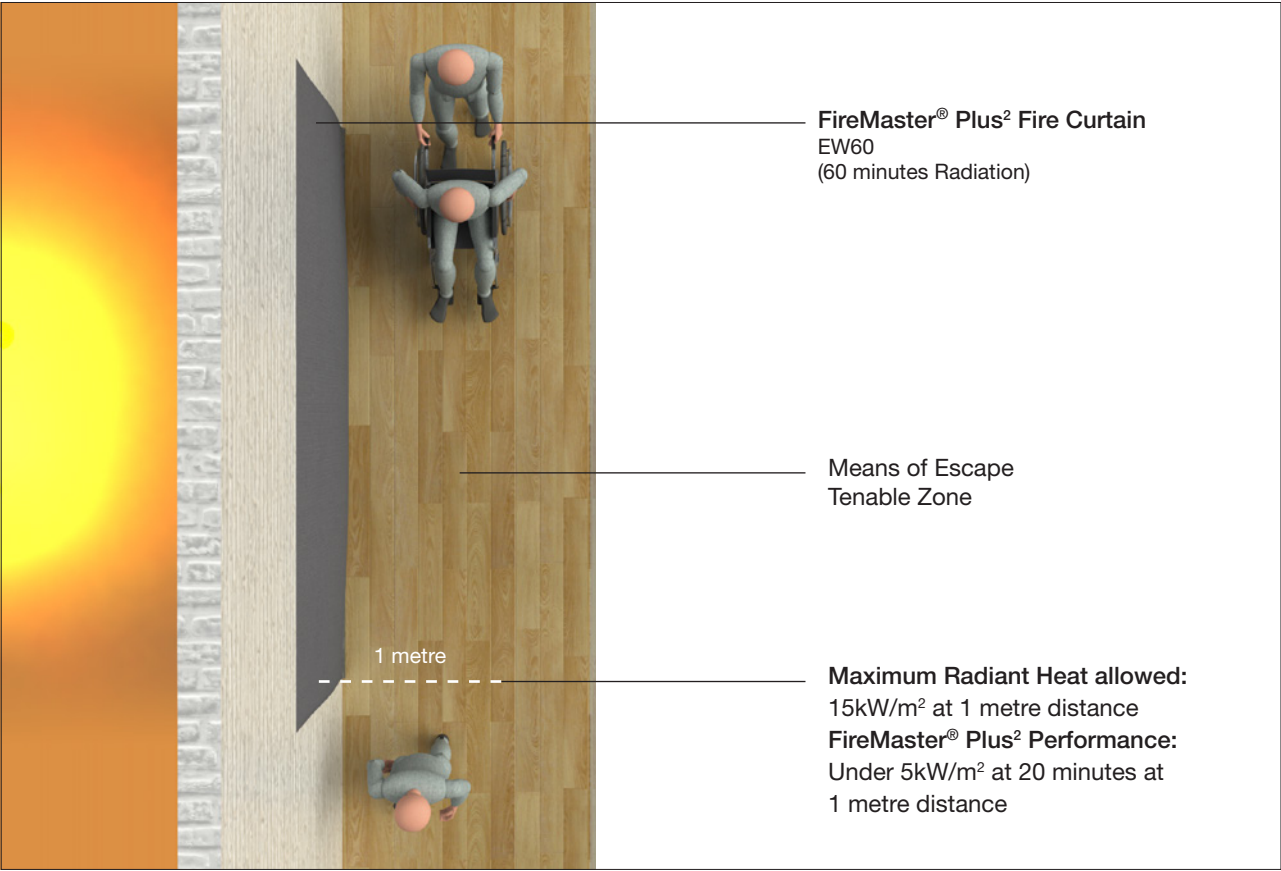 FireMaster® Plus² Fire Curtain
EW60
(60 minutes Radiation)
Means of Escape
Tenable Zone
1 metre
Maximum Radiant Heat allowed:
15kW/m² at 1 metre distance
FireMaster® Plus² Performance:
Under 5kW/m² at 20 minutes at
1 metre distance